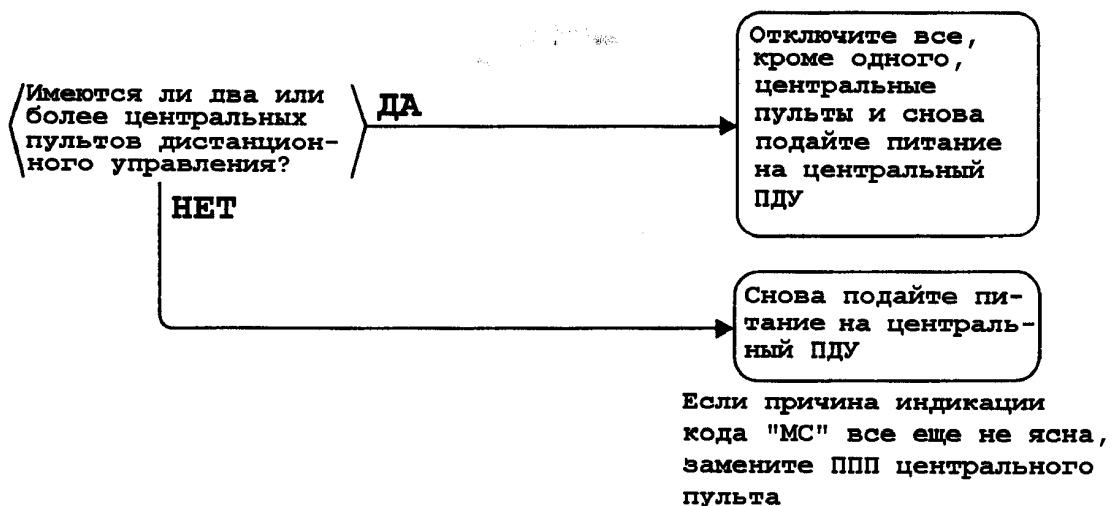 Имеются ли два или
более центральных
пультов дистанцион-
ного управления?
ДА
Отключите все,
кроме одного,
центральные
пульты и снова
подайте питание
на центральный
ПДУ
НЕТ
Снова подайте пи-
тание на централь-
ный ПДУ
Если причина индикации
кода "МС" все еще не ясна,
замените ППП центрального
пульта